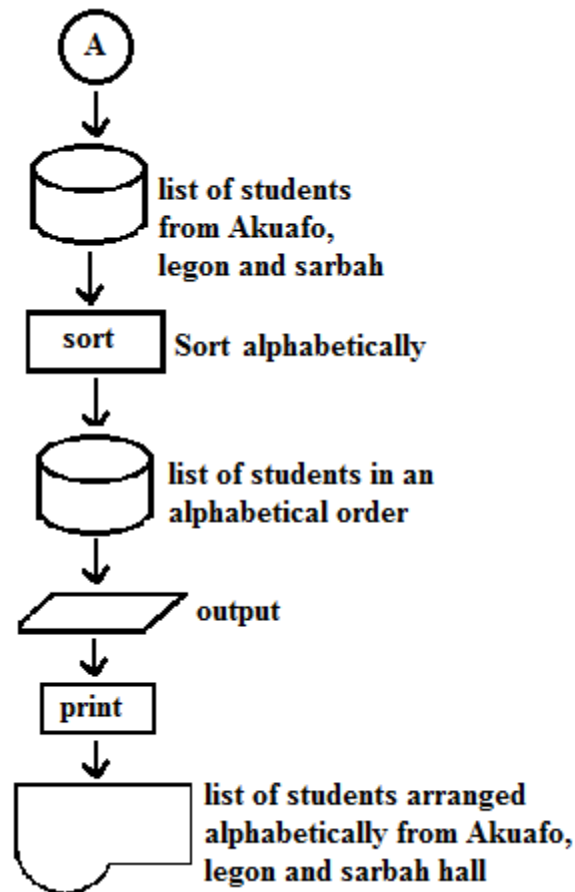 A
list of students
from Akuafo,
legon and sarbah
sort
Sort alphabetically
list of students in an
alphabetical order
output
print
list of students arranged
alphabetically from Akuafo,
legon and sarbah hall